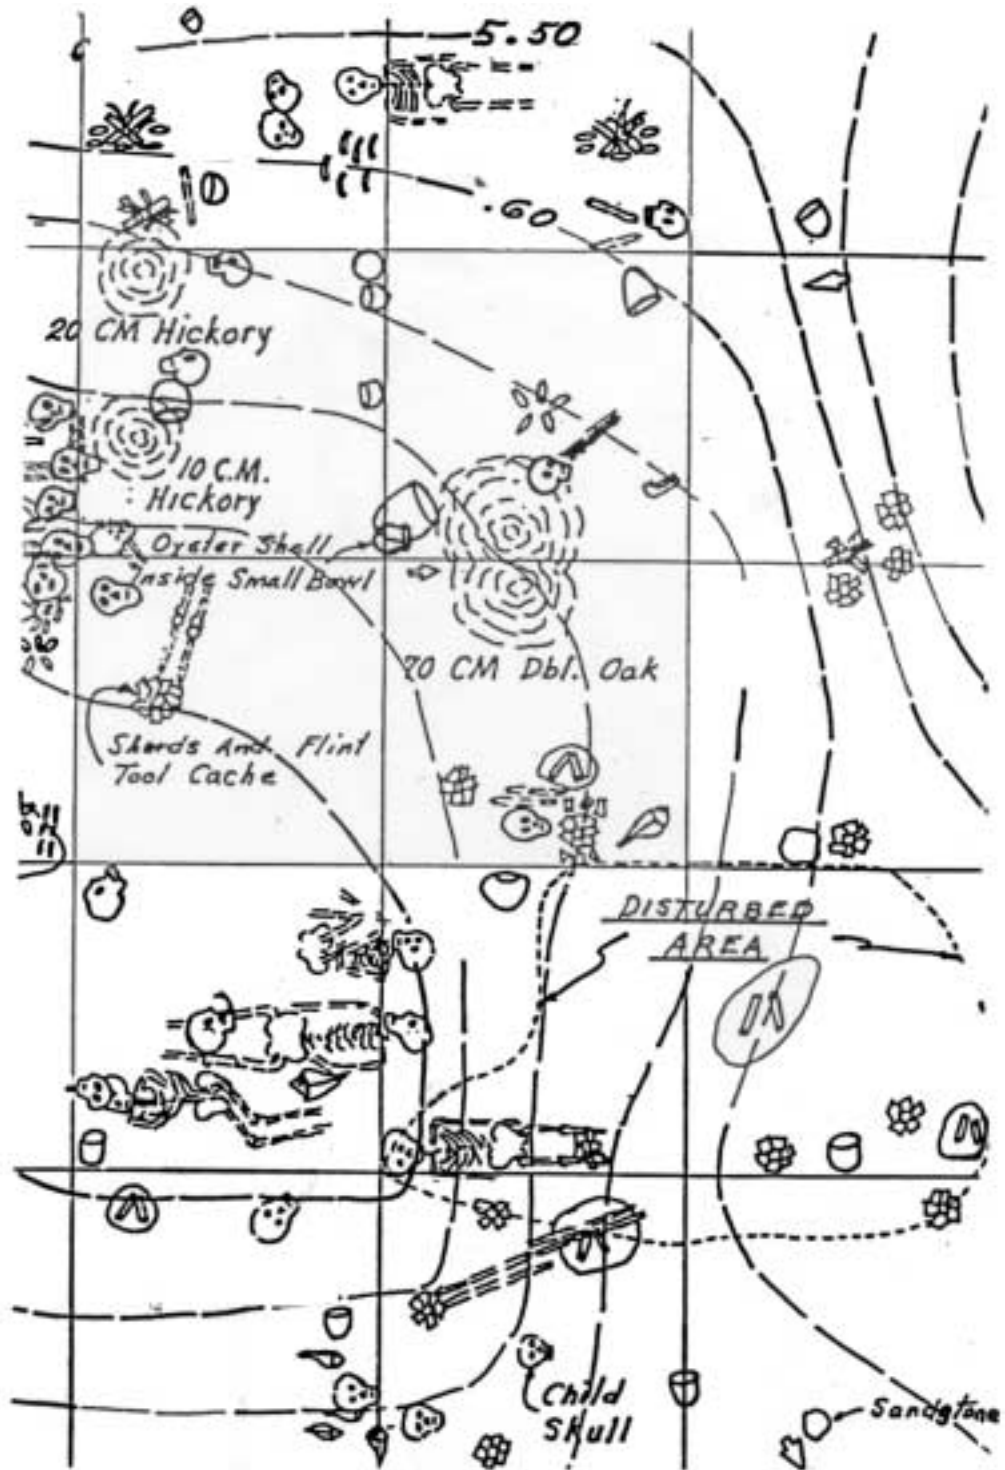 5.50
.60
20 CM Hickory
10 C.M.
Hickory
Oyster Shell
Inside Small Bowl
70 CM Dbl. Oak
Sherds And Flint
Tool Cache
DISTURBED
AREA
Child
Skull
Sandstone